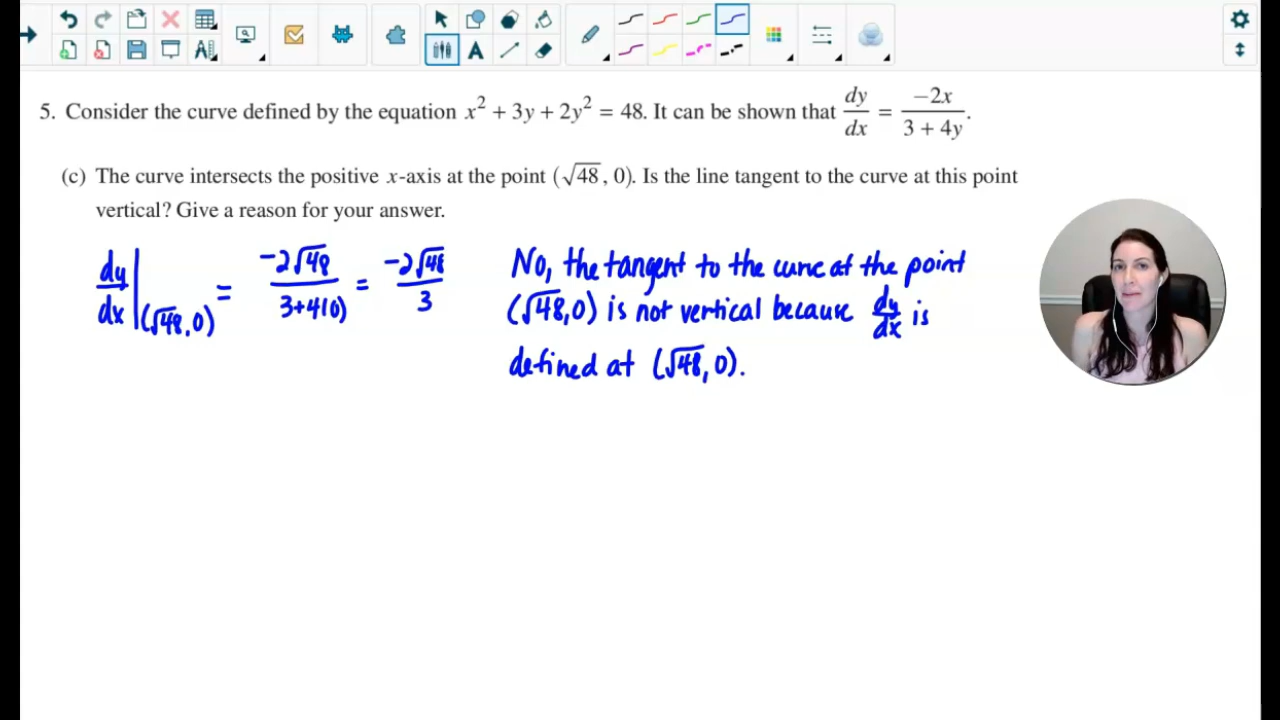 5. Consider the curve defined by the equation x² + 3y + 2y² = 48. It can be shown that dy/dx = −2x/(3 + 4y).
(c) The curve intersects the positive x-axis at the point (√48, 0). Is the line tangent to the curve at this point
vertical? Give a reason for your answer.
dy/dx|(√48,0) = −2√48/(3+4(0)) = −2√48/3
No, the tangent to the curve at the point
(√48,0) is not vertical because dy/dx is
defined at (√48,0).